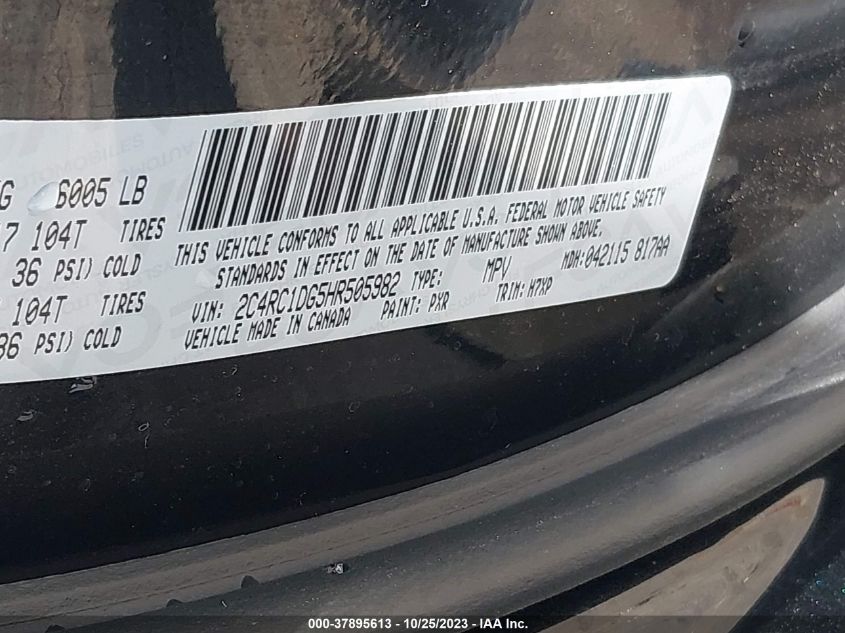 G 6005 LB
7 104T TIRES
36 PSI) COLD
104T TIRES
36 PSI) COLD
THIS VEHICLE CONFORMS TO ALL APPLICABLE U.S.A. FEDERAL MOTOR VEHICLE SAFETY
STANDARDS IN EFFECT ON THE DATE OF MANUFACTURE SHOWN ABOVE.
VIN: 2C4RC1DG5HR505982 TYPE: MPV MDH:042115 817AA
VEHICLE MADE IN CANADA PAINT: PXR TRIM: H7XP
000-37895613 - 10/25/2023 - IAA Inc.